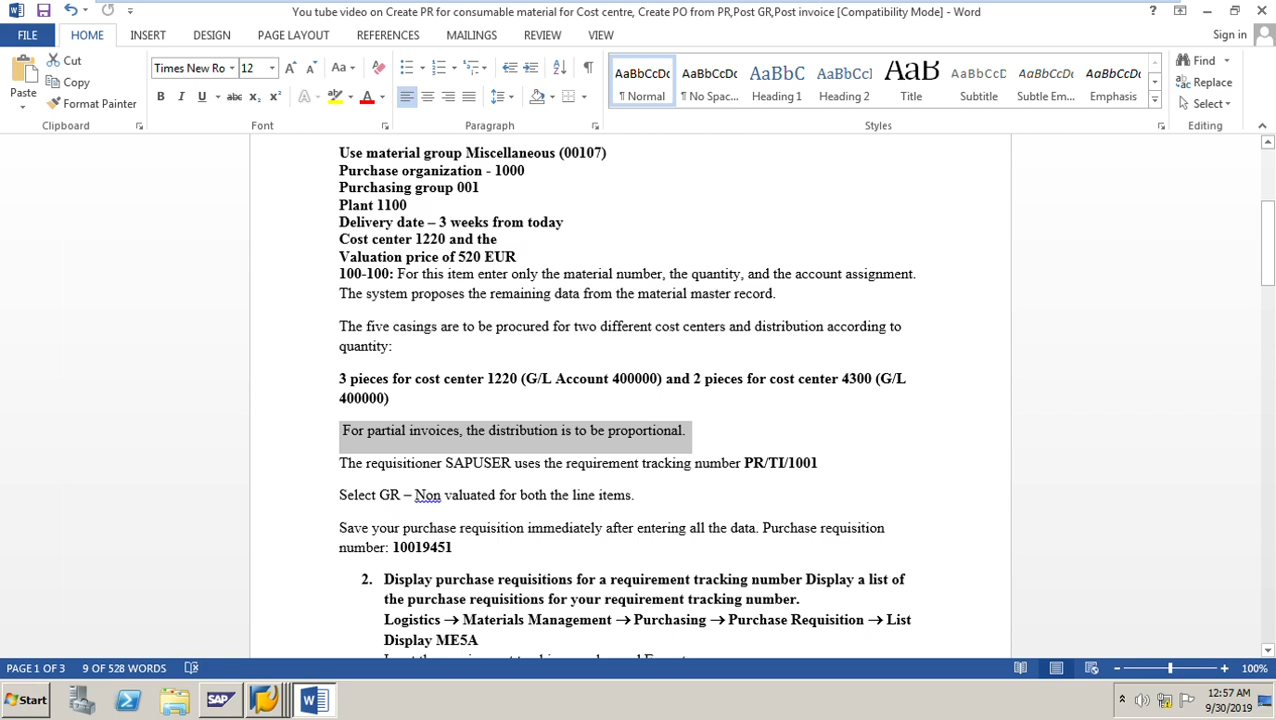 You tube video on Create PR for consumable material for Cost centre, Create PO from PR,Post GR,Post invoice [Compatibility Mode] - Word
FILE HOME INSERT DESIGN PAGE LAYOUT REFERENCES MAILINGS REVIEW VIEW Sign in
Cut
Copy
Format Painter
Paste
Times New Ro 12
Find
Replace
Select
AaBbCcDc AaBbCcDc AaBbC AaBbCc AaB AaBbCcD AaBbCcDc AaBbCcDc
¶ Normal ¶ No Spac... Heading 1 Heading 2 Title Subtitle Subtle Em... Emphasis
Clipboard Font Paragraph Styles Editing
Use material group Miscellaneous (00107)
Purchase organization - 1000
Purchasing group 001
Plant 1100
Delivery date – 3 weeks from today
Cost center 1220 and the
Valuation price of 520 EUR
100-100: For this item enter only the material number, the quantity, and the account assignment.
The system proposes the remaining data from the material master record.
The five casings are to be procured for two different cost centers and distribution according to
quantity:
3 pieces for cost center 1220 (G/L Account 400000) and 2 pieces for cost center 4300 (G/L
400000)
For partial invoices, the distribution is to be proportional.
The requisitioner SAPUSER uses the requirement tracking number PR/TI/1001
Select GR – Non valuated for both the line items.
Save your purchase requisition immediately after entering all the data. Purchase requisition
number: 10019451
2. Display purchase requisitions for a requirement tracking number Display a list of
the purchase requisitions for your requirement tracking number.
Logistics → Materials Management → Purchasing → Purchase Requisition → List
Display ME5A
PAGE 1 OF 3 9 OF 528 WORDS 100%
Start SAP 12:57 AM
9/30/2019